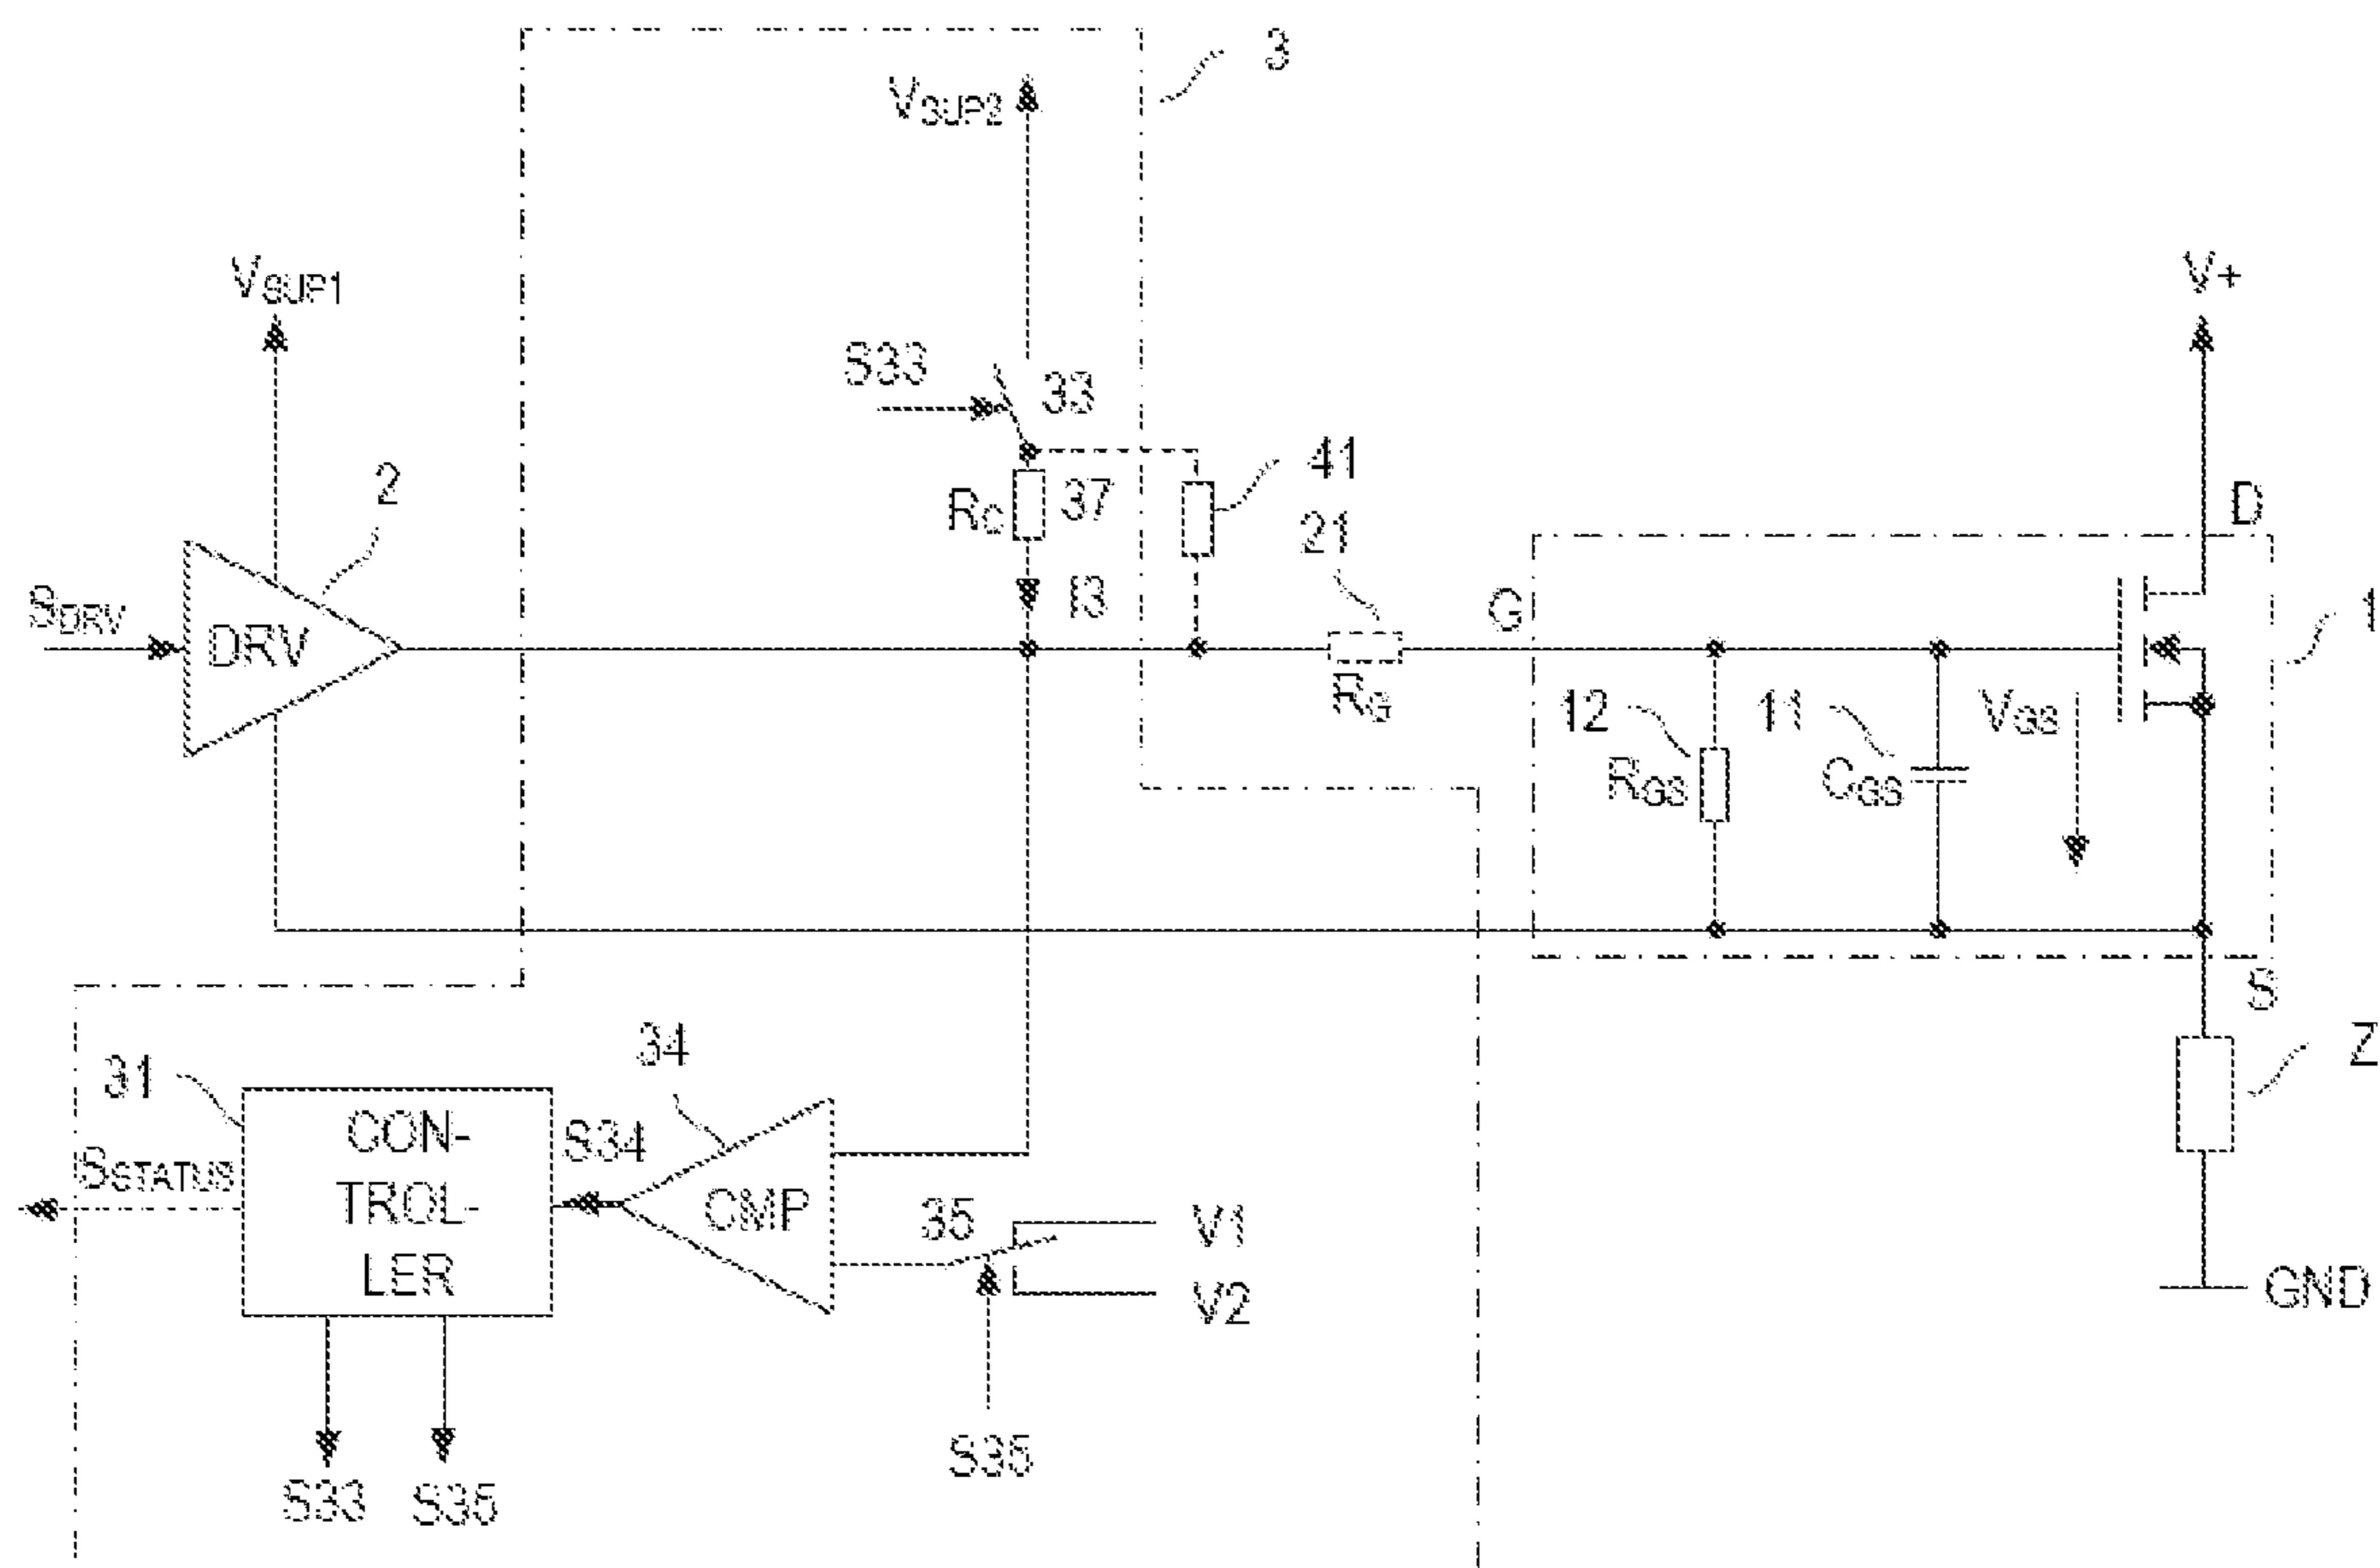 3
VSUP2
VSUP1
V+
S33
33
2
41
RC
37
21
D
SDRV
DRV
I3
G
1
RG
12
11
VGS
RGS
CGS
S
31
34
Z
CON-
TROL-
LER
S34
SSTATUS
CMP
35
V1
V2
GND
S35
S33
S35